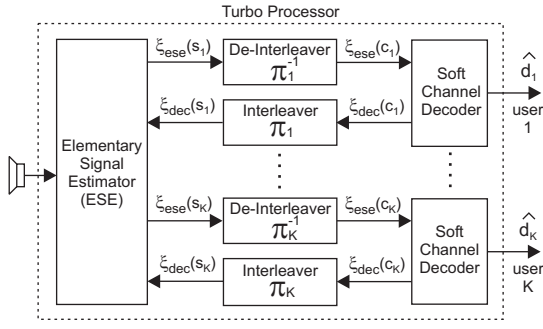 Turbo Processor
ξese(s1)
De-Interleaver
π1^-1
ξese(c1)
Soft
Channel
Decoder
d̂1
user
1
ξdec(s1)
Interleaver
π1
ξdec(c1)
Elementary
Signal
Estimator
(ESE)
ξese(sK)
De-Interleaver
πK^-1
ξese(cK)
Soft
Channel
Decoder
d̂K
user
K
ξdec(sK)
Interleaver
πK
ξdec(cK)